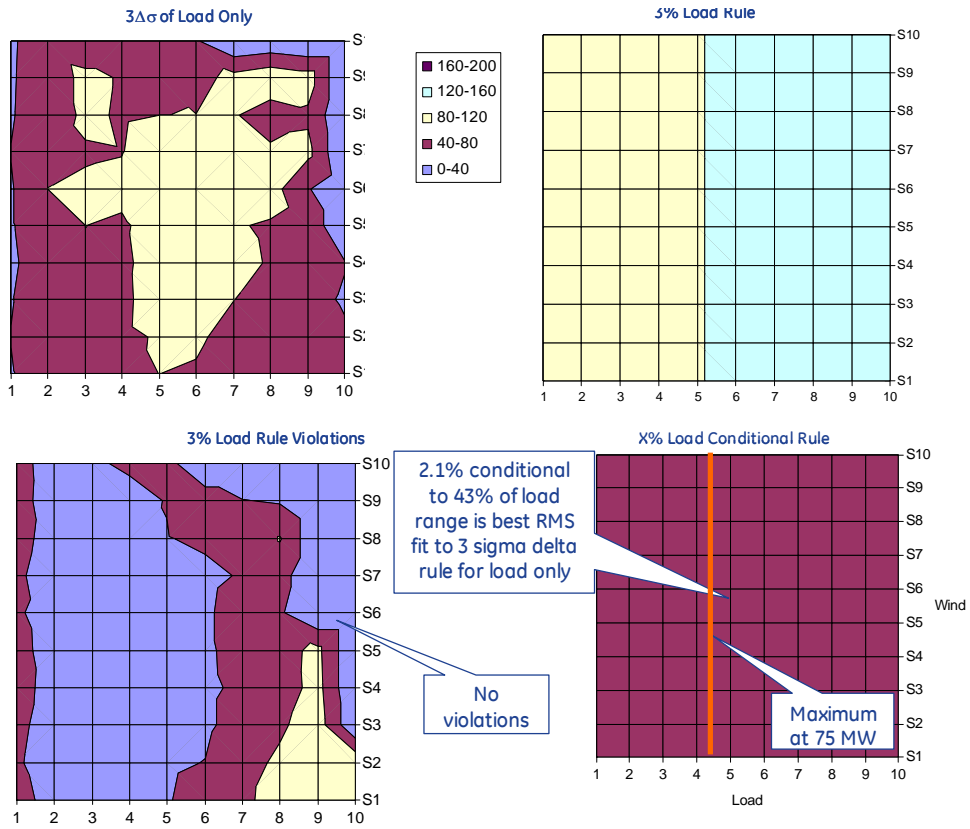 3Δσ of Load Only
S9
S8
S6
S5
S4
S2
1 2 3 4 5 6 7 8 9 10
160-200
120-160
80-120
40-80
0-40
3% Load Rule
S10
S9
S8
S7
S6
S5
S4
S3
S2
S1
1 2 3 4 5 6 7 8 9 10
3% Load Rule Violations
S10
S9
S8
S7
S6
S5
S4
S3
S2
S1
1 2 3 4 5 6 7 8 9 10
No
violations
2.1% conditional
to 43% of load
range is best RMS
fit to 3 sigma delta
rule for load only
X% Load Conditional Rule
S10
S9
S8
S7
S6
S5
S4
S3
S2
S1
Wind
Maximum
at 75 MW
1 2 3 4 5 6 7 8 9 10
Load